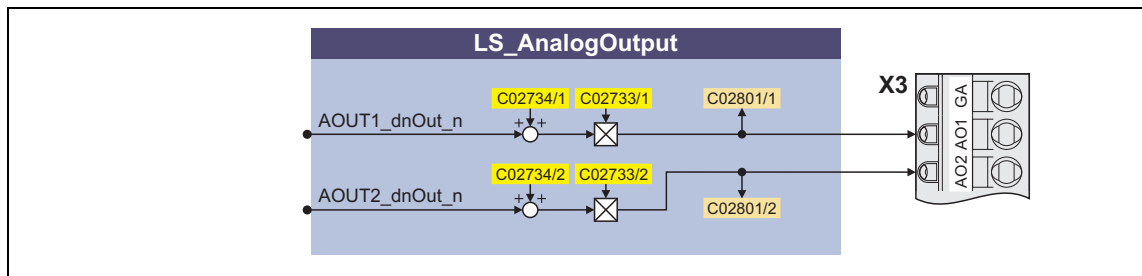 LS_AnalogOutput
X3
GA
AO1
AO2
C02734/1 C02733/1 C02801/1
AOUT1_dnOut_n
+ +
C02734/2 C02733/2
AOUT2_dnOut_n
+ +
C02801/2